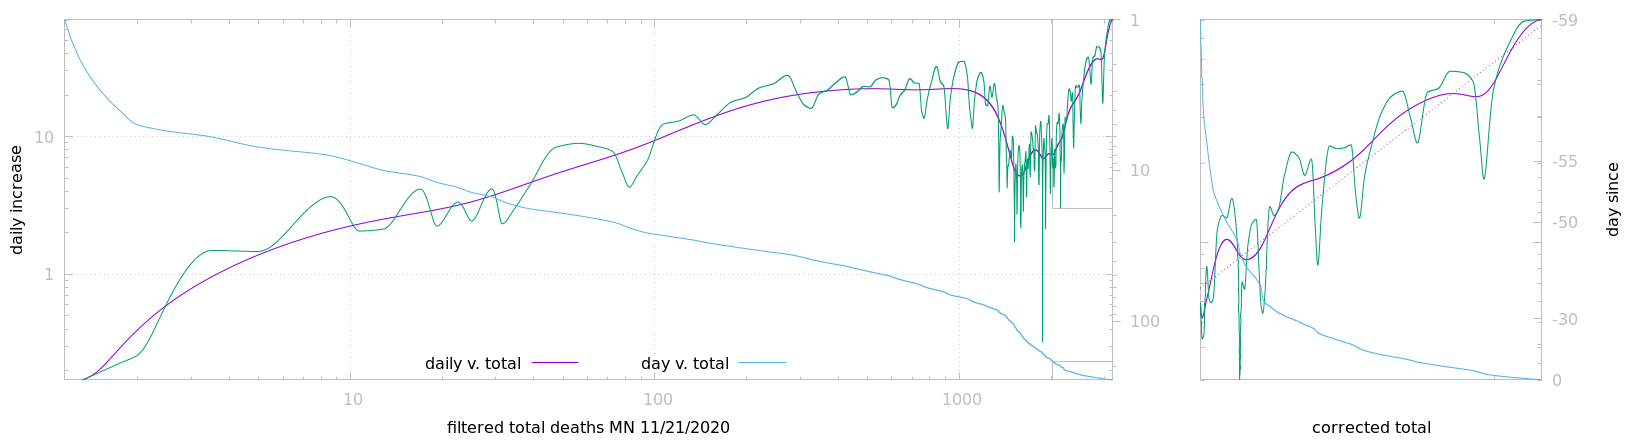 1
-59
10
daily increase
10
-55
-50
day since
1
100
-30
daily v. total
day v. total
0
10
100
1000
filtered total deaths MN 11/21/2020
corrected total